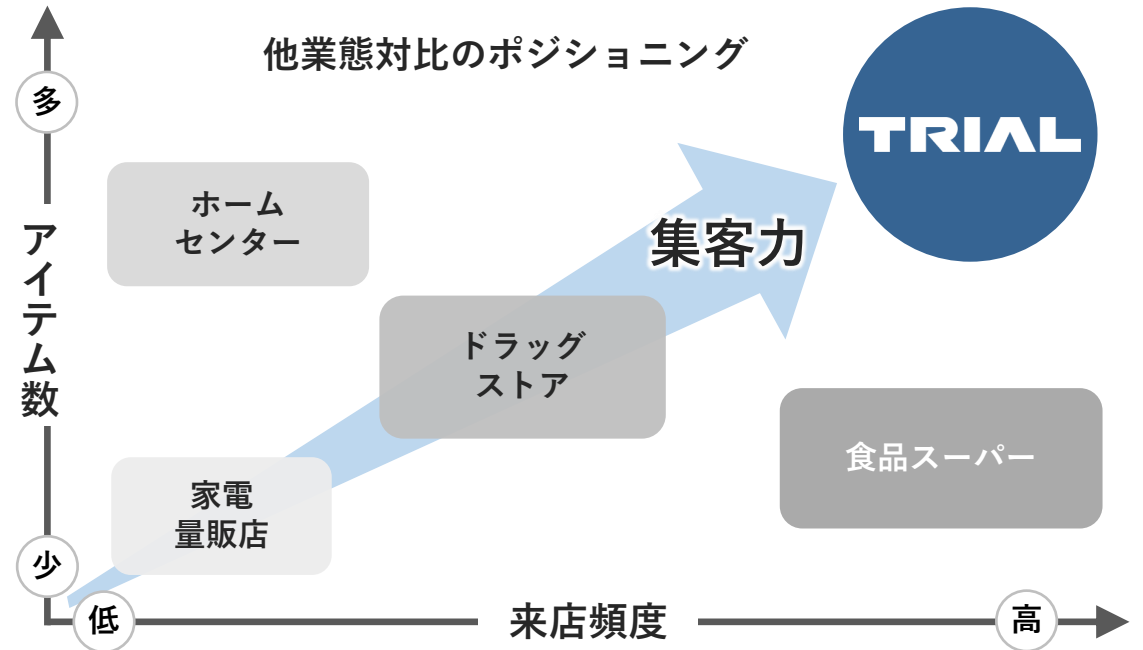 他業態対比のポジショニング
多
TRIAL
ホーム
センター
集客力
アイテム数
ドラッグ
ストア
食品スーパー
家電
量販店
少
低
来店頻度
高